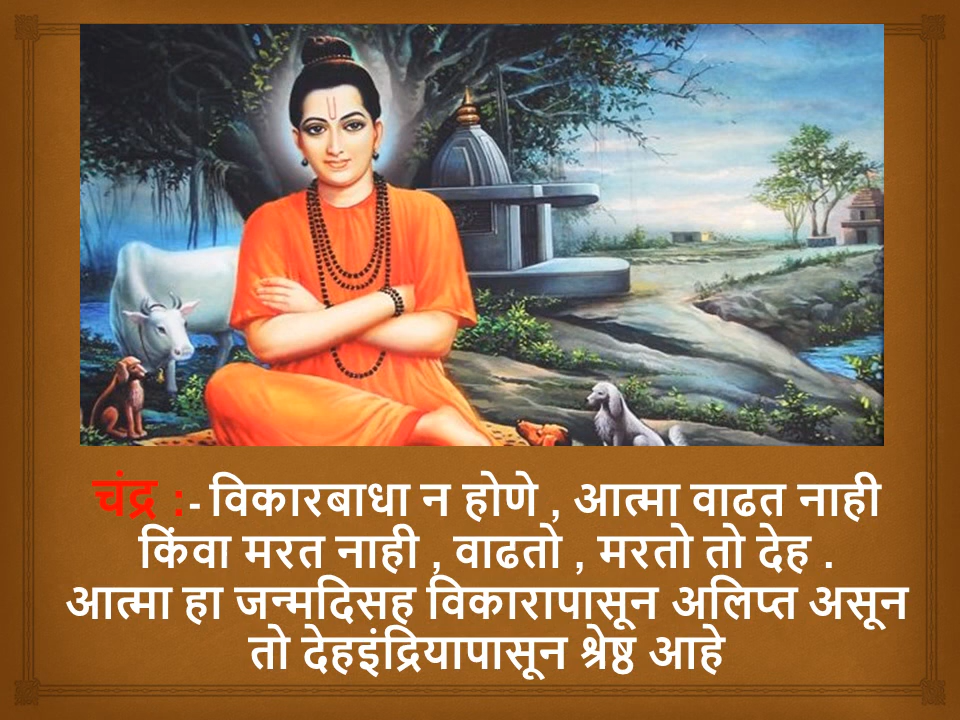 चंद्र :- विकारबाधा न होणे , आत्मा वाढत नाही
किंवा मरत नाही , वाढतो , मरतो तो देह .
आत्मा हा जन्मदिसह विकारापासून अलिप्त असून
तो देहइंद्रियापासून श्रेष्ठ आहे